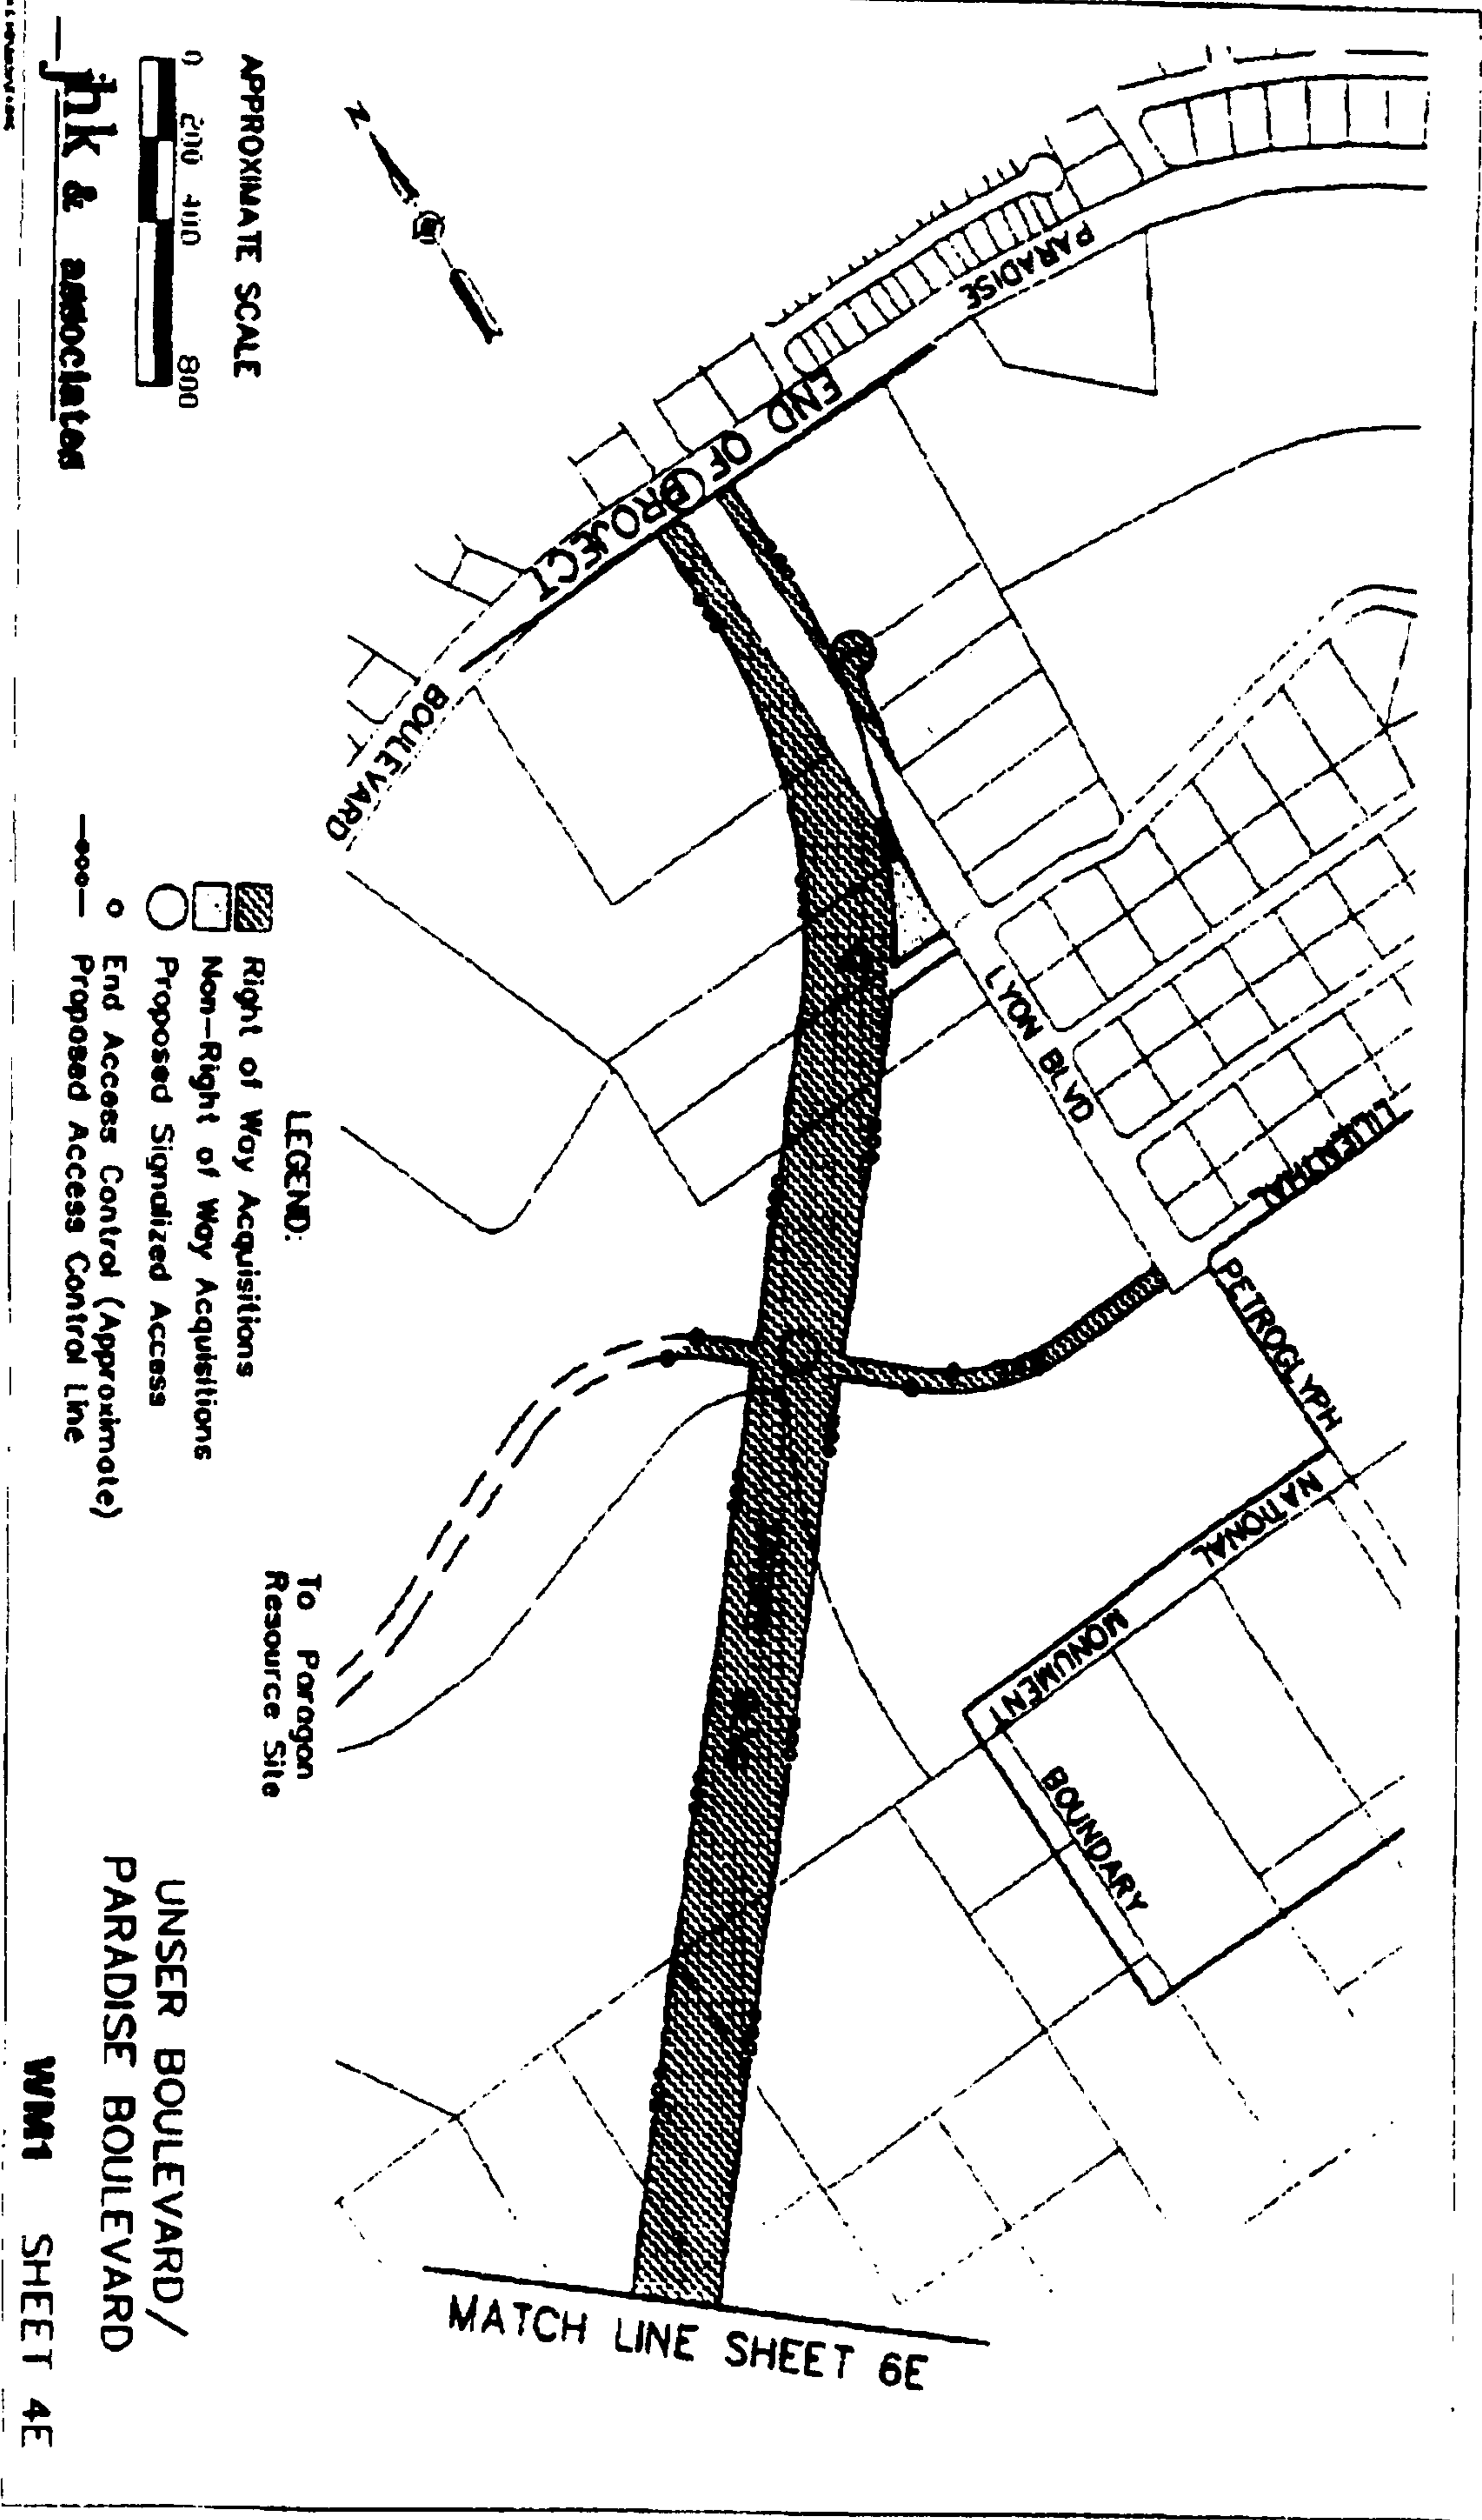 PARADISE
END OF PROJECT
BOULEVARD
LYON BLVD
LILIENTHAL
PETROGLYPH
NATIONAL
MONUMENT
BOUNDARY
MATCH LINE SHEET 6E
To Paragon
Resource Site
APPROXIMATE SCALE
0 200 400 800
jhk & associates
LEGEND:
Right of Way Acquisitions
Non-Right of Way Acquisitions
Proposed Signalized Access
End Access Control (Approximate)
Proposed Access Control Line
UNSER BOULEVARD/
PARADISE BOULEVARD
WM1 SHEET 4E